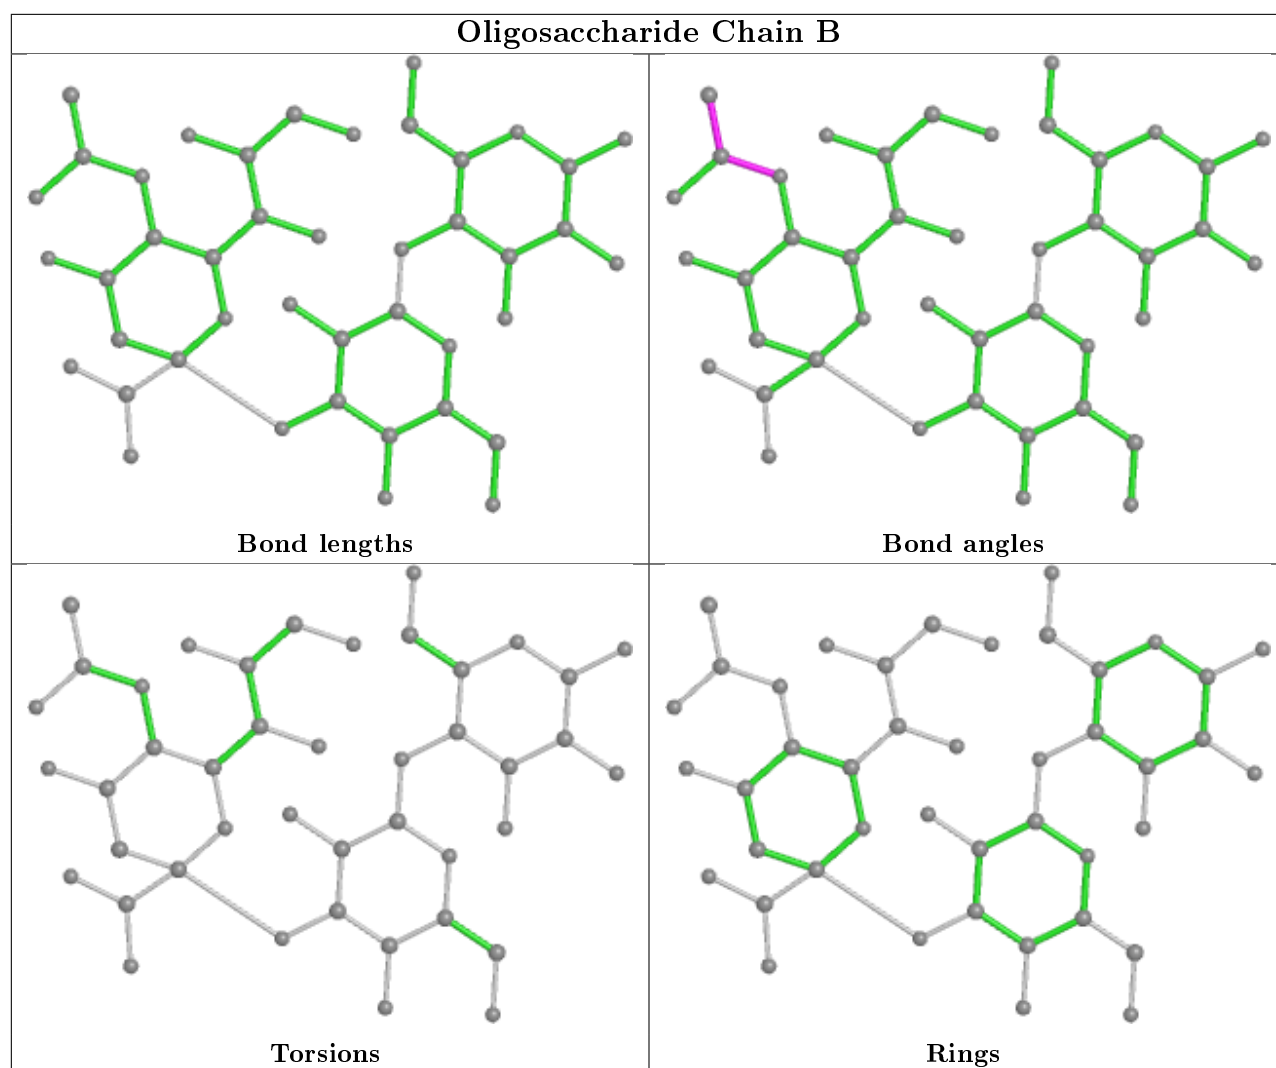 Oligosaccharide Chain B
Bond lengths
Bond angles
Torsions
Rings